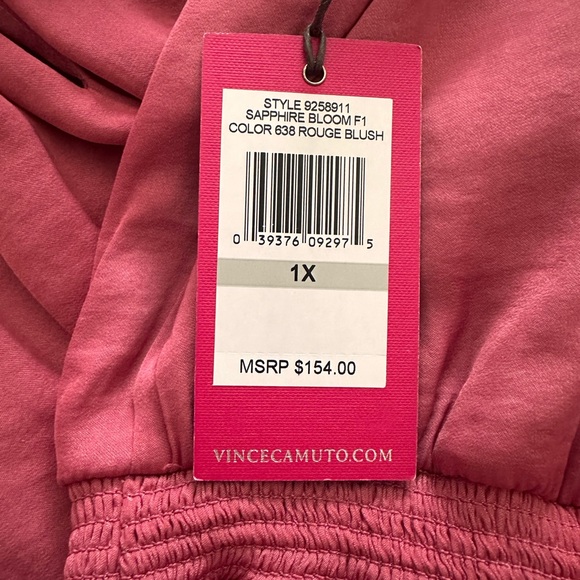 STYLE 9258911
SAPPHIRE BLOOM F1
COLOR 638 ROUGE BLUSH
0 39376 09297 5
1X
MSRP $154.00
VINCECAMUTO.COM